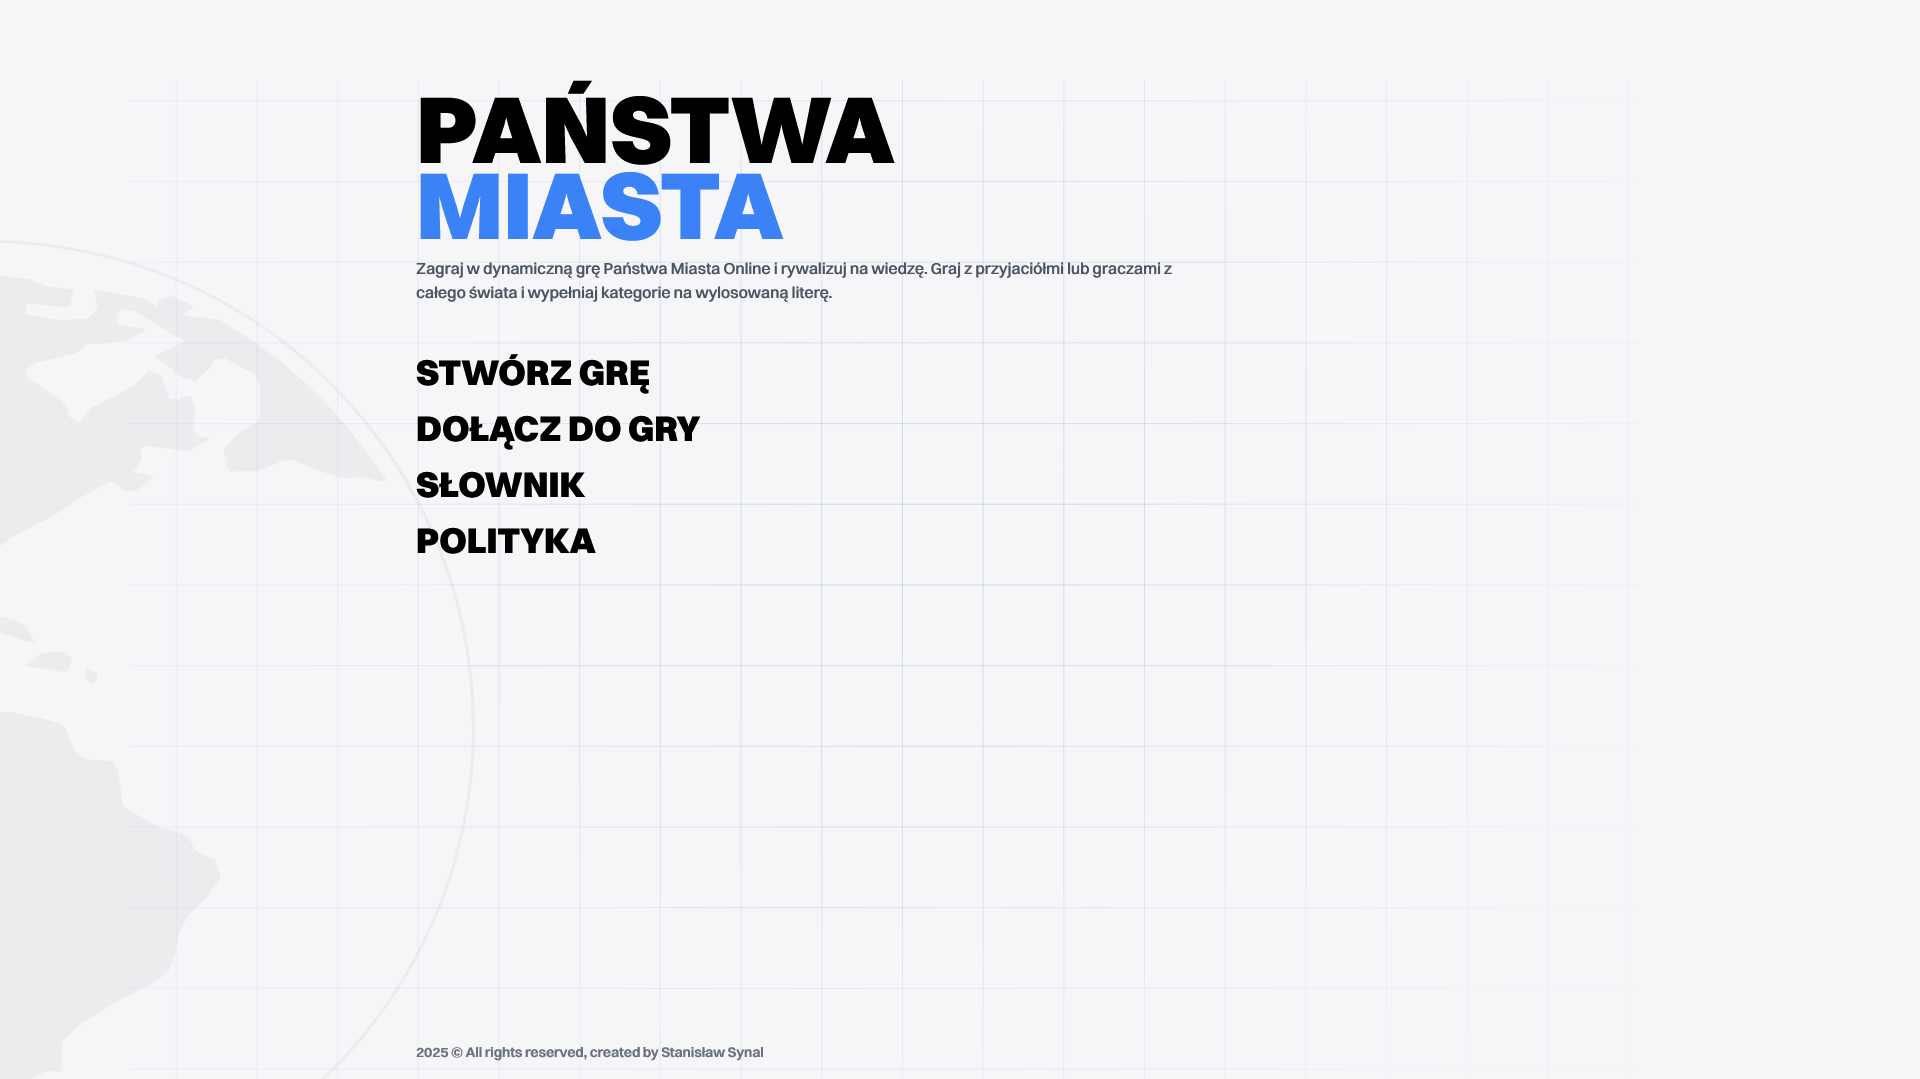 PAŃSTWA
MIASTA
Zagraj w dynamiczną grę Państwa Miasta Online i rywalizuj na wiedzę. Graj z przyjaciółmi lub graczami z
całego świata i wypełniaj kategorie na wylosowaną literę.
STWÓRZ GRĘ
DOŁĄCZ DO GRY
SŁOWNIK
POLITYKA
2025 © All rights reserved, created by Stanisław Synal